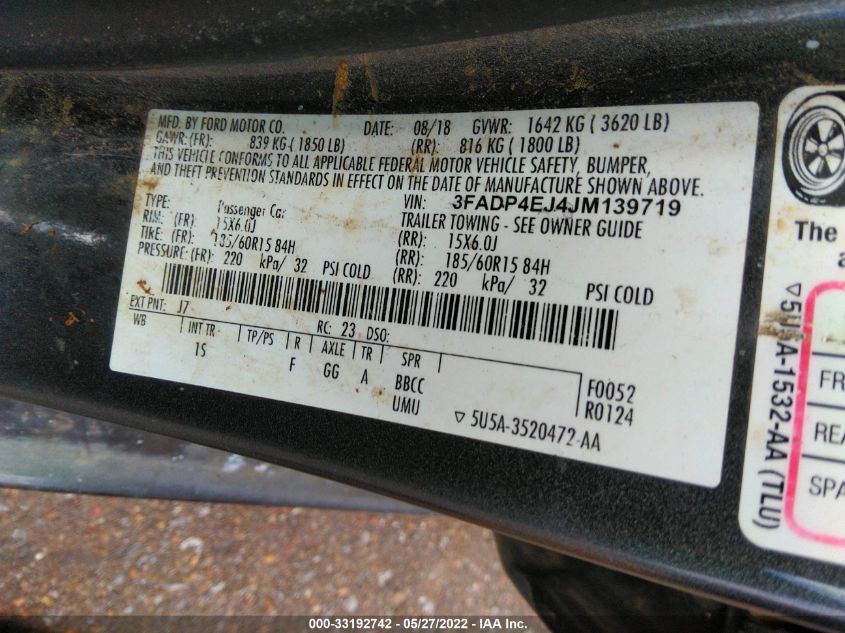 MFD. BY FORD MOTOR CO. DATE: 08/18 GVWR: 1642 KG ( 3620 LB)
GAWR: (FR): 839 KG ( 1850 LB) (RR): 816 KG ( 1800 LB)
THIS VEHICLE CONFORMS TO ALL APPLICABLE FEDERAL MOTOR VEHICLE SAFETY, BUMPER,
AND THEFT PREVENTION STANDARDS IN EFFECT ON THE DATE OF MANUFACTURE SHOWN ABOVE.
VIN: 3FADP4EJ4JM139719
TYPE: Passenger Car TRAILER TOWING - SEE OWNER GUIDE
RIM: (FR) 15X6.0J (RR): 15X6.0J
TIRE: (FR): 185/60R15 84H (RR): 185/60R15 84H
PRESSURE: (FR): 220 kPa/ 32 PSI COLD (RR): 220 kPa/ 32 PSI COLD
EXT PNT: J7 RC: 23 DSO:
WB INT TR TP/PS R AXLE TR SPR
1S F GG A BBCC F0052
UMU R0124
▽ 5U5A-3520472-AA
The
a
▽5U5A-1532-AA (TLU)
FR
REA
SPA
000-33192742 - 05/27/2022 - IAA Inc.